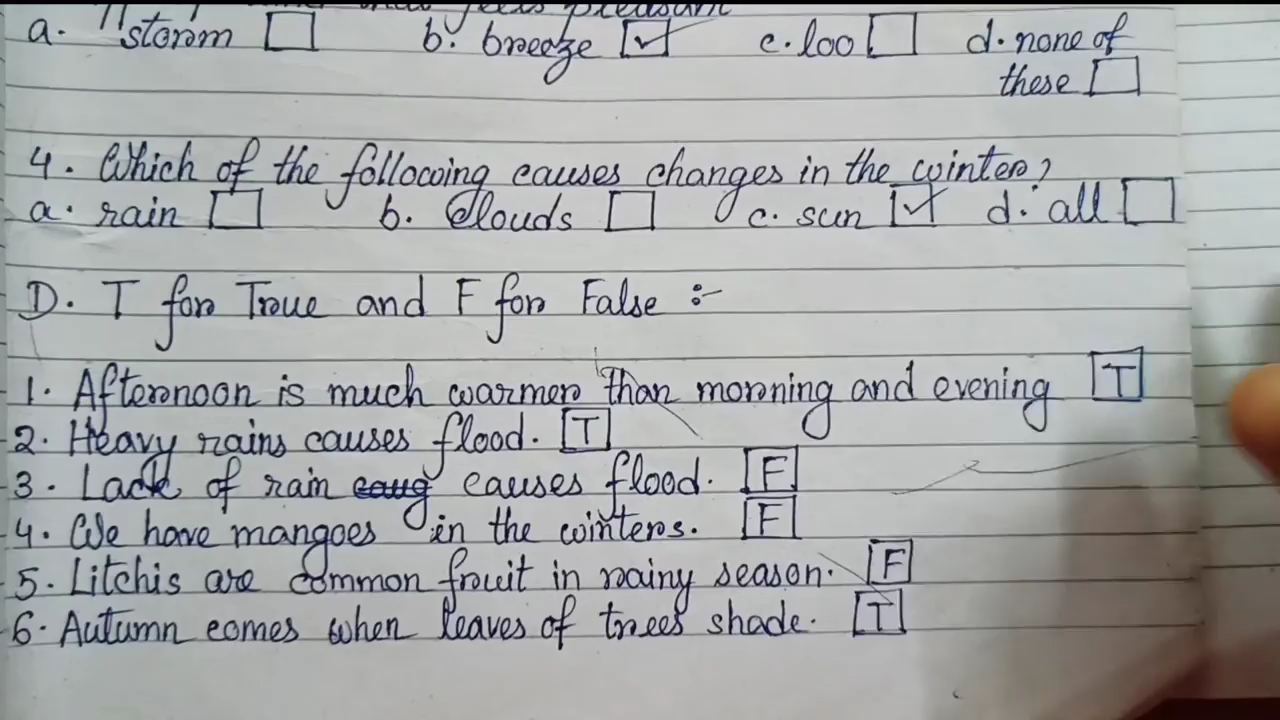 feels pleasant
a. storm b. breeze ✓ c. loo d. none of
these
4. Which of the following causes changes in the winter?
a. rain b. Clouds c. sun ✓ d. all
D. T for True and F for False :-
1. Afternoon is much warmer than morning and evening T
2. Heavy rains causes flood. T
3. Lack of rain caug causes flood. F
4. We have mangoes in the winters. F
5. Litchis are common fruit in rainy season. F
6. Autumn comes when leaves of trees shade. T